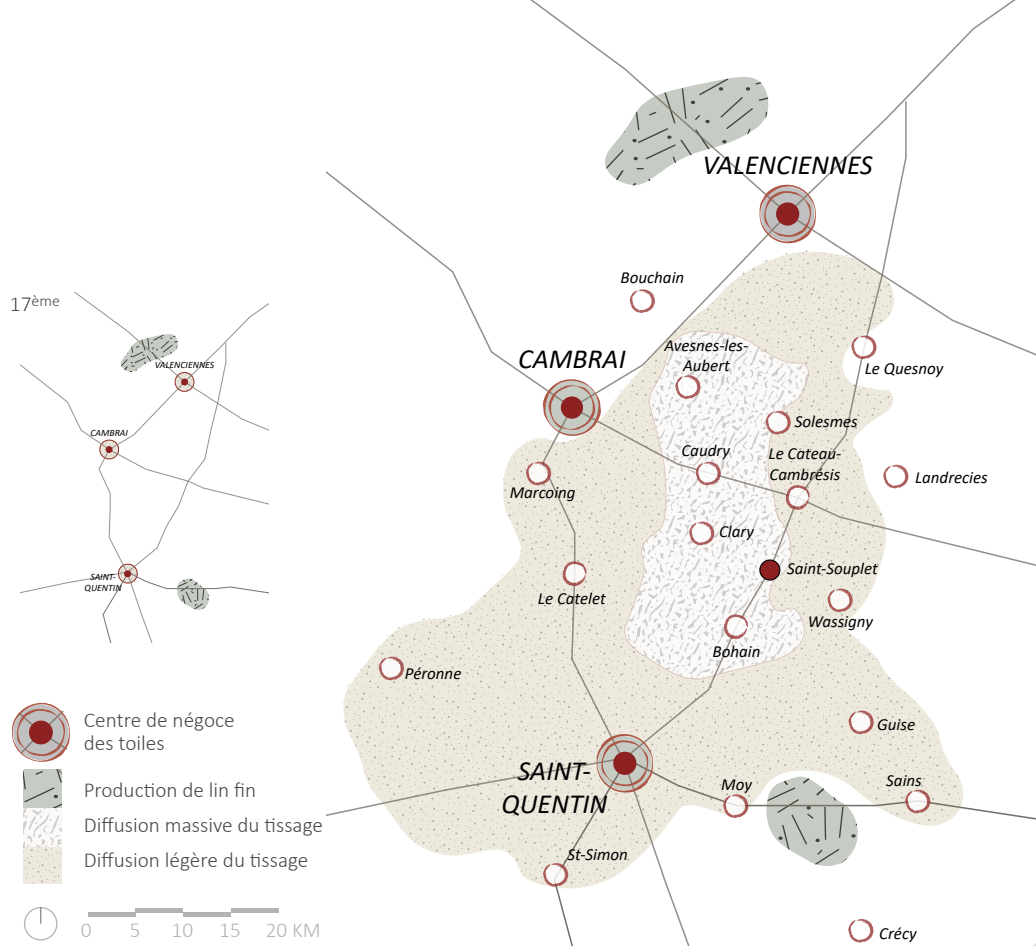 17ème
VALENCIENNES
CAMBRAI
SAINT-
QUENTIN
VALENCIENNES
Bouchain
CAMBRAI
Avesnes-les-
Aubert
Le Quesnoy
Solesmes
Caudry
Le Cateau-
Cambrésis
Landrecies
Marcoing
Clary
Saint-Souplet
Le Catelet
Wassigny
Bohain
Péronne
Guise
SAINT-
QUENTIN
Moy
Sains
St-Simon
Crécy
Centre de négoce
des toiles
Production de lin fin
Diffusion massive du tissage
Diffusion légère du tissage
0 5 10 15 20 KM